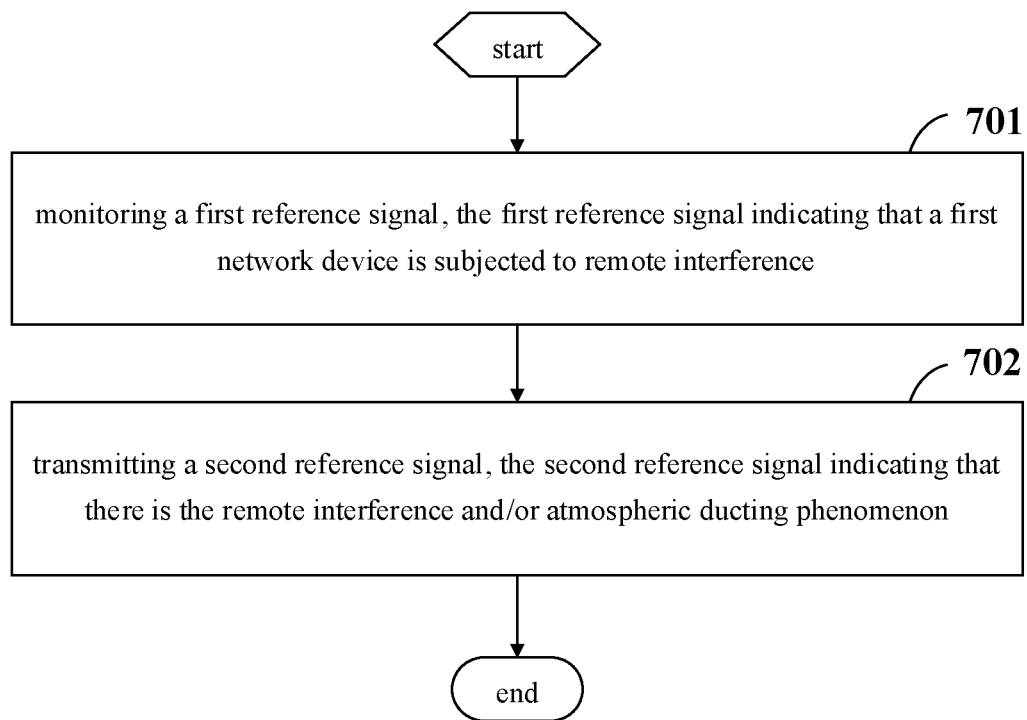 start
701
monitoring a first reference signal, the first reference signal indicating that a first
network device is subjected to remote interference
702
transmitting a second reference signal, the second reference signal indicating that
there is the remote interference and/or atmospheric ducting phenomenon
end